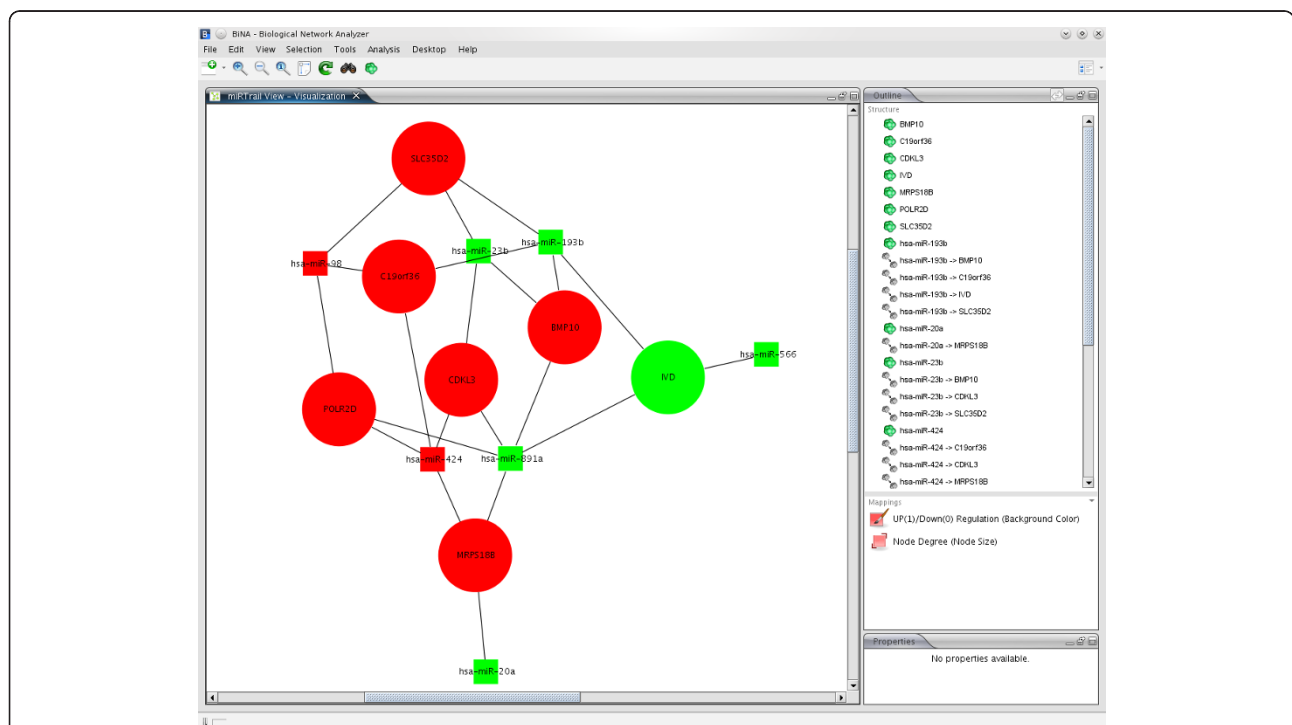 BiNA - Biological Network Analyzer
File Edit View Selection Tools Analysis Desktop Help
miRTrail View - Visualization
SLC35D2
hsa-miR-193b
hsa-miR-23b
hsa-miR-98
C19orf36
BMP10
hsa-miR-566
IVD
CDKL3
POLR2D
hsa-miR-424
hsa-miR-891a
MRPS18B
hsa-miR-20a
Outline
Structure
BMP10
C19orf36
CDKL3
IVD
MRPS18B
POLR2D
SLC35D2
hsa-miR-193b
hsa-miR-193b -> BMP10
hsa-miR-193b -> C19orf36
hsa-miR-193b -> IVD
hsa-miR-193b -> SLC35D2
hsa-miR-20a
hsa-miR-20a -> MRPS18B
hsa-miR-23b
hsa-miR-23b -> BMP10
hsa-miR-23b -> CDKL3
hsa-miR-23b -> SLC35D2
hsa-miR-424
hsa-miR-424 -> C19orf36
hsa-miR-424 -> CDKL3
hsa-miR-424 -> MRPS18B
Mappings
UP(1)/Down(0) Regulation (Background Color)
Node Degree (Node Size)
Properties
No properties available.